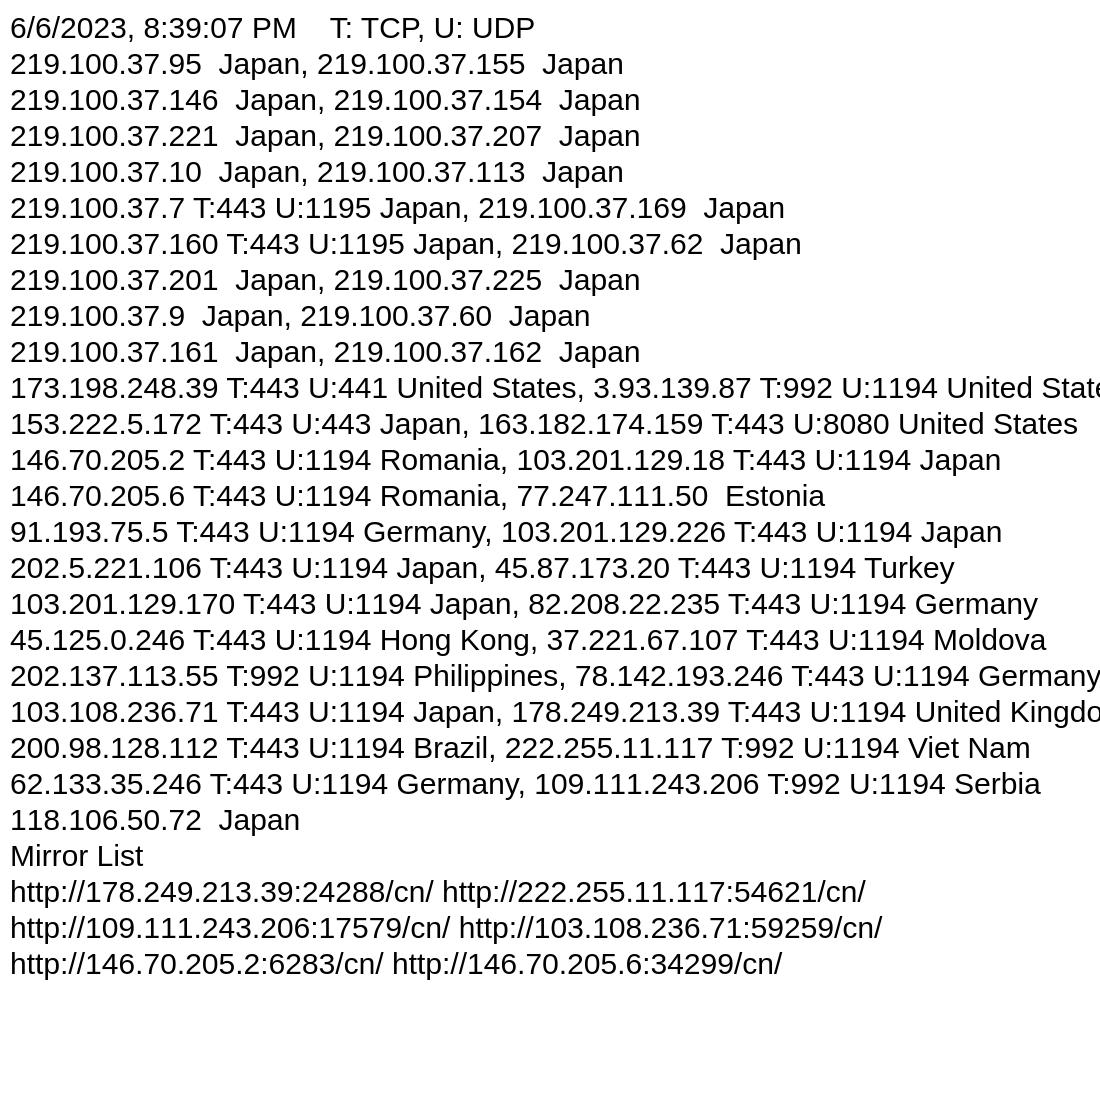 6/6/2023, 8:39:07 PM    T: TCP, U: UDP
219.100.37.95  Japan, 219.100.37.155  Japan
219.100.37.146  Japan, 219.100.37.154  Japan
219.100.37.221  Japan, 219.100.37.207  Japan
219.100.37.10  Japan, 219.100.37.113  Japan
219.100.37.7 T:443 U:1195 Japan, 219.100.37.169  Japan
219.100.37.160 T:443 U:1195 Japan, 219.100.37.62  Japan
219.100.37.201  Japan, 219.100.37.225  Japan
219.100.37.9  Japan, 219.100.37.60  Japan
219.100.37.161  Japan, 219.100.37.162  Japan
173.198.248.39 T:443 U:441 United States, 3.93.139.87 T:992 U:1194 United State
153.222.5.172 T:443 U:443 Japan, 163.182.174.159 T:443 U:8080 United States
146.70.205.2 T:443 U:1194 Romania, 103.201.129.18 T:443 U:1194 Japan
146.70.205.6 T:443 U:1194 Romania, 77.247.111.50  Estonia
91.193.75.5 T:443 U:1194 Germany, 103.201.129.226 T:443 U:1194 Japan
202.5.221.106 T:443 U:1194 Japan, 45.87.173.20 T:443 U:1194 Turkey
103.201.129.170 T:443 U:1194 Japan, 82.208.22.235 T:443 U:1194 Germany
45.125.0.246 T:443 U:1194 Hong Kong, 37.221.67.107 T:443 U:1194 Moldova
202.137.113.55 T:992 U:1194 Philippines, 78.142.193.246 T:443 U:1194 Germany
103.108.236.71 T:443 U:1194 Japan, 178.249.213.39 T:443 U:1194 United Kingdo
200.98.128.112 T:443 U:1194 Brazil, 222.255.11.117 T:992 U:1194 Viet Nam
62.133.35.246 T:443 U:1194 Germany, 109.111.243.206 T:992 U:1194 Serbia
118.106.50.72  Japan
Mirror List
http://178.249.213.39:24288/cn/ http://222.255.11.117:54621/cn/
http://109.111.243.206:17579/cn/ http://103.108.236.71:59259/cn/
http://146.70.205.2:6283/cn/ http://146.70.205.6:34299/cn/